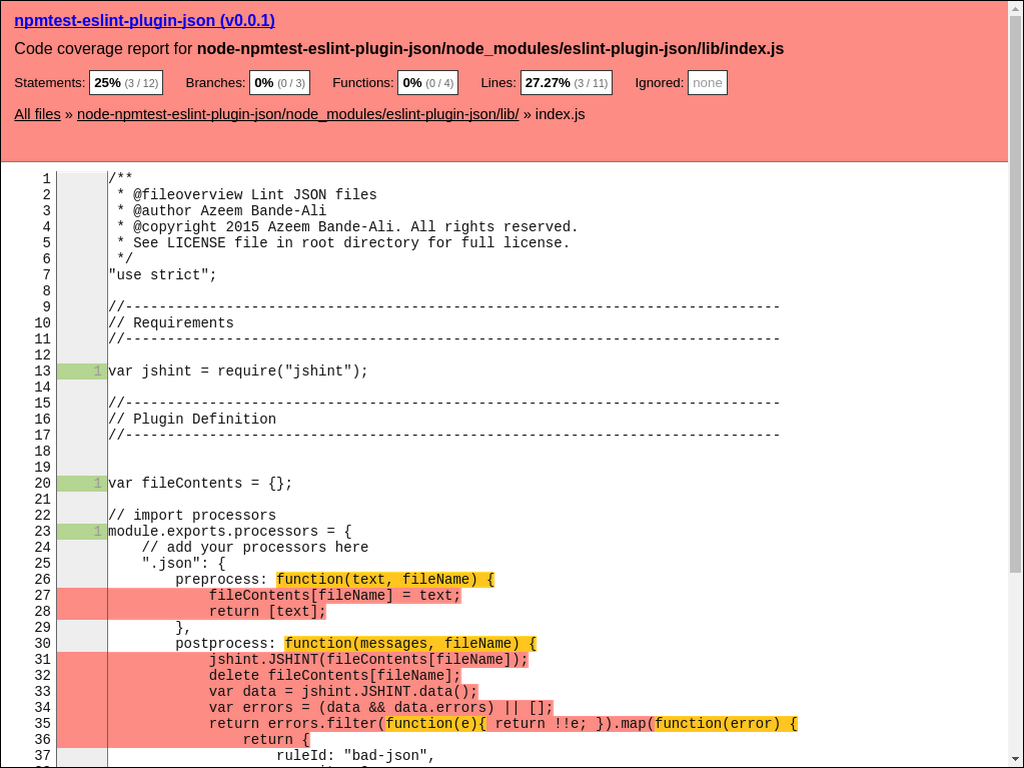 npmtest-eslint-plugin-json (v0.0.1)
Code coverage report for node-npmtest-eslint-plugin-json/node_modules/eslint-plugin-json/lib/index.js
Statements: 25% (3 / 12) Branches: 0% (0 / 3) Functions: 0% (0 / 4) Lines: 27.27% (3 / 11) Ignored: none
All files » node-npmtest-eslint-plugin-json/node_modules/eslint-plugin-json/lib/ » index.js
1 /**
2  * @fileoverview Lint JSON files
3  * @author Azeem Bande-Ali
4  * @copyright 2015 Azeem Bande-Ali. All rights reserved.
5  * See LICENSE file in root directory for full license.
6  */
7 "use strict";
8
9 //------------------------------------------------------------------------------
10 // Requirements
11 //------------------------------------------------------------------------------
12
13 1 var jshint = require("jshint");
14
15 //------------------------------------------------------------------------------
16 // Plugin Definition
17 //------------------------------------------------------------------------------
18
19
20 1 var fileContents = {};
21
22 // import processors
23 1 module.exports.processors = {
24     // add your processors here
25     ".json": {
26         preprocess: function(text, fileName) {
27             fileContents[fileName] = text;
28             return [text];
29         },
30         postprocess: function(messages, fileName) {
31             jshint.JSHINT(fileContents[fileName]);
32             delete fileContents[fileName];
33             var data = jshint.JSHINT.data();
34             var errors = (data && data.errors) || [];
35             return errors.filter(function(e){ return !!e; }).map(function(error) {
36                 return {
37                     ruleId: "bad-json",